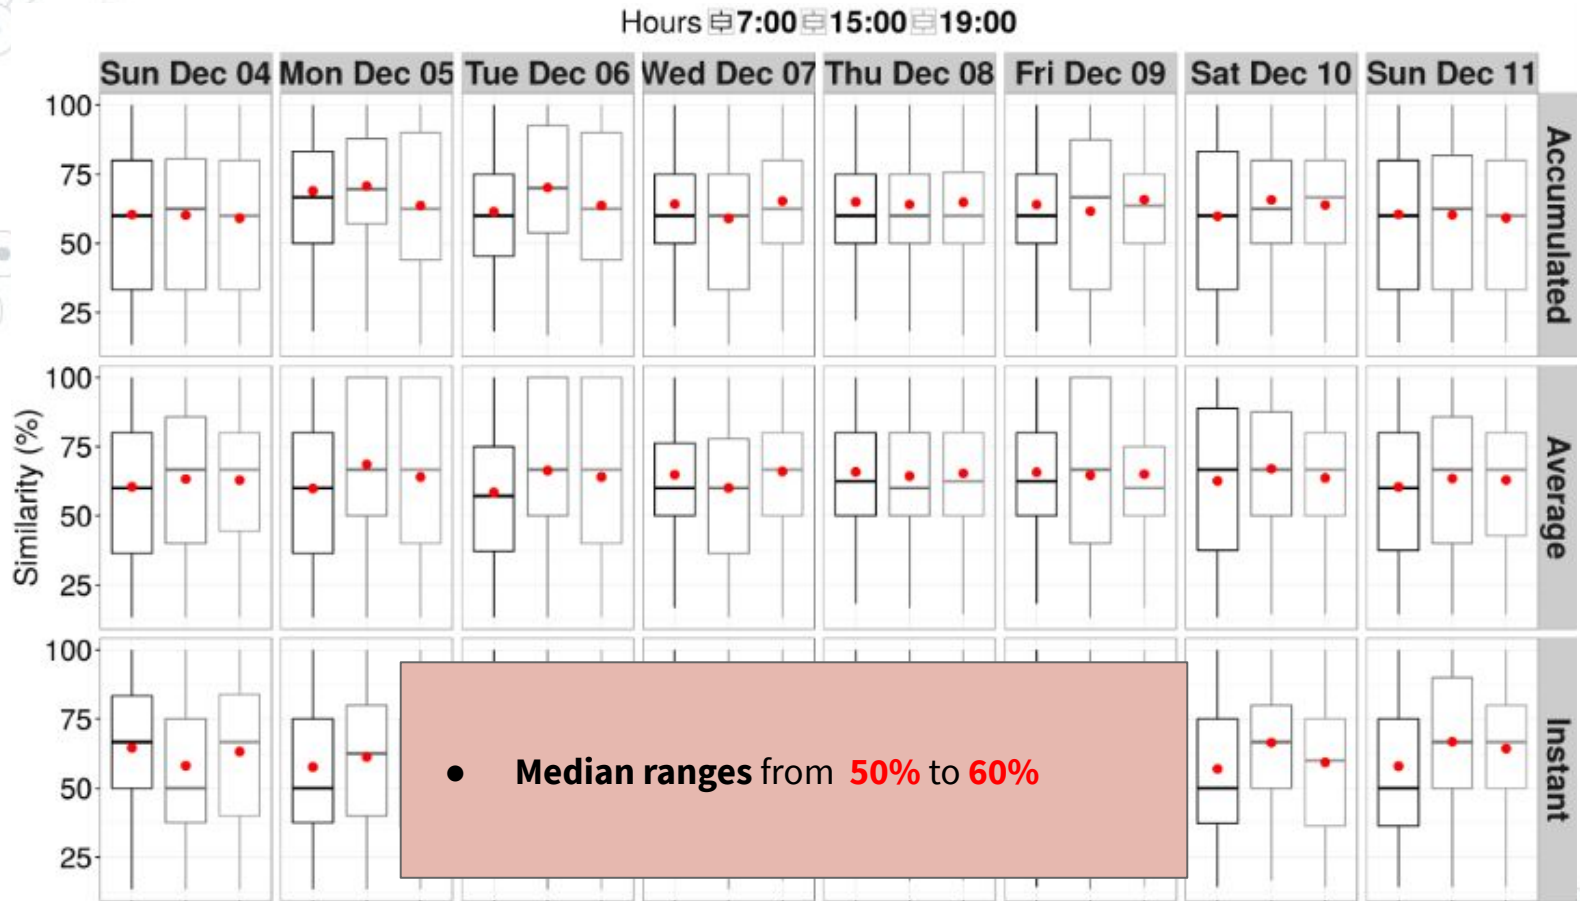 Hours 7:00 15:00 19:00
Sun Dec 04 Mon Dec 05 Tue Dec 06 Wed Dec 07 Thu Dec 08 Fri Dec 09 Sat Dec 10 Sun Dec 11
100
75
50
25
Accumulated
Similarity (%)
100
75
50
25
Average
100
75
50
25
Instant
● Median ranges from 50% to 60%